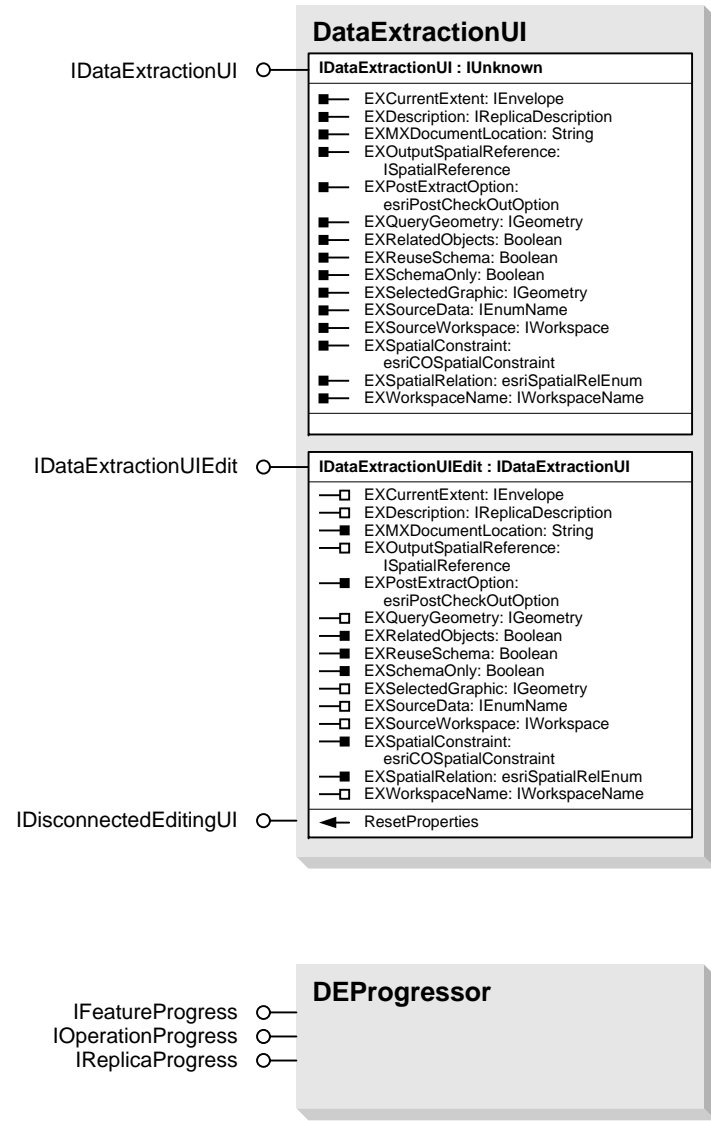 DataExtractionUI
IDataExtractionUI
IDataExtractionUI : IUnknown
EXCurrentExtent: IEnvelope
EXDescription: IReplicaDescription
EXMXDocumentLocation: String
EXOutputSpatialReference:
ISpatialReference
EXPostExtractOption:
esriPostCheckOutOption
EXQueryGeometry: IGeometry
EXRelatedObjects: Boolean
EXReuseSchema: Boolean
EXSchemaOnly: Boolean
EXSelectedGraphic: IGeometry
EXSourceData: IEnumName
EXSourceWorkspace: IWorkspace
EXSpatialConstraint:
esriCOSpatialConstraint
EXSpatialRelation: esriSpatialRelEnum
EXWorkspaceName: IWorkspaceName
IDataExtractionUIEdit
IDataExtractionUIEdit : IDataExtractionUI
EXCurrentExtent: IEnvelope
EXDescription: IReplicaDescription
EXMXDocumentLocation: String
EXOutputSpatialReference:
ISpatialReference
EXPostExtractOption:
esriPostCheckOutOption
EXQueryGeometry: IGeometry
EXRelatedObjects: Boolean
EXReuseSchema: Boolean
EXSchemaOnly: Boolean
EXSelectedGraphic: IGeometry
EXSourceData: IEnumName
EXSourceWorkspace: IWorkspace
EXSpatialConstraint:
esriCOSpatialConstraint
EXSpatialRelation: esriSpatialRelEnum
EXWorkspaceName: IWorkspaceName
IDisconnectedEditingUI
ResetProperties
DEProgressor
IFeatureProgress
IOperationProgress
IReplicaProgress